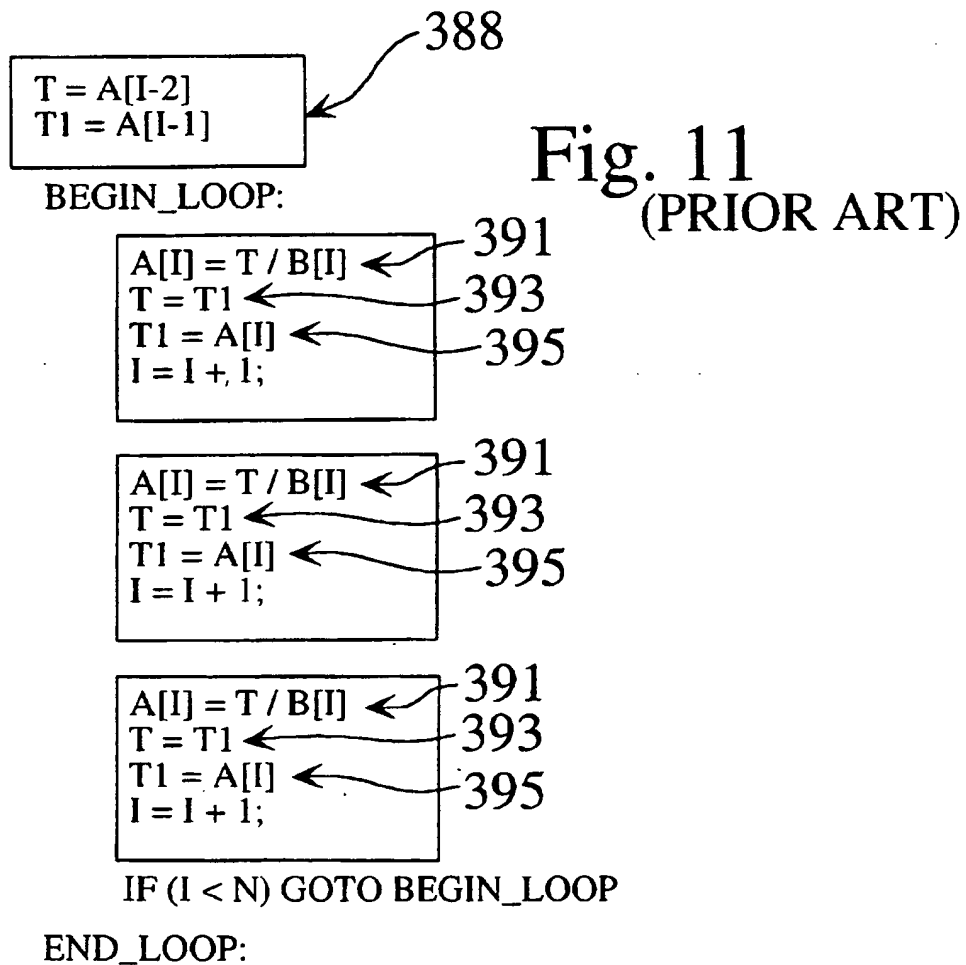 388
T = A[I-2]
T1 = A[I-1]
Fig. 11
(PRIOR ART)
BEGIN_LOOP:
A[I] = T / B[I] 391
T = T1 393
T1 = A[I] 395
I = I + 1;
A[I] = T / B[I] 391
T = T1 393
T1 = A[I] 395
I = I + 1;
A[I] = T / B[I] 391
T = T1 393
T1 = A[I] 395
I = I + 1;
IF (I < N) GOTO BEGIN_LOOP
END_LOOP: